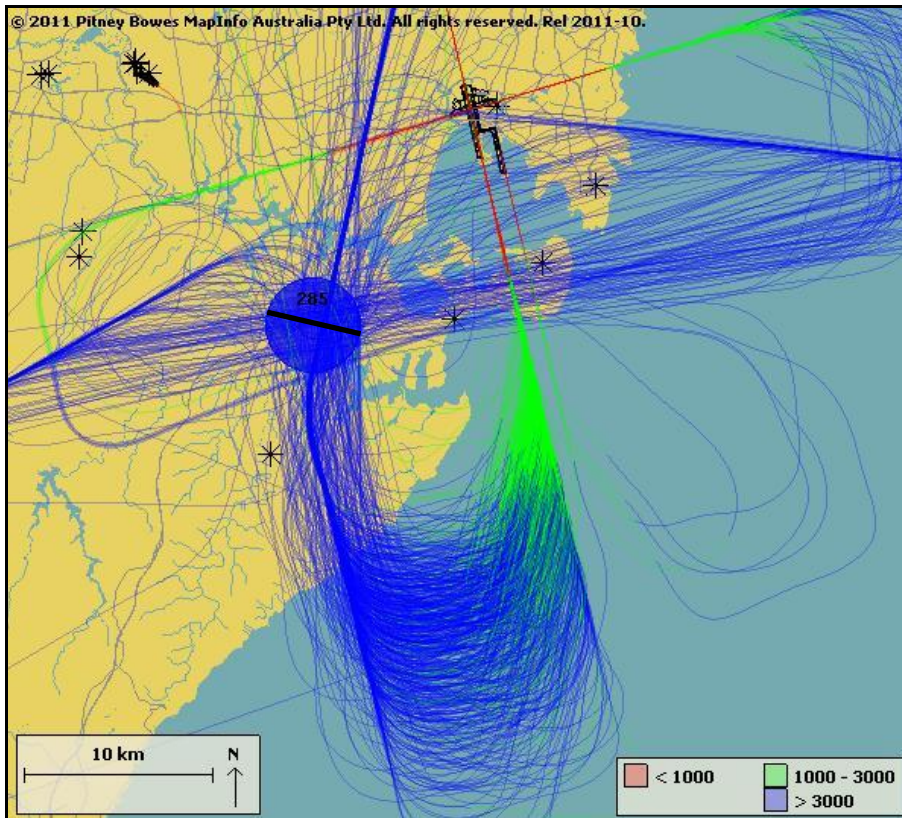 © 2011 Pitney Bowes MapInfo Australia Pty Ltd. All rights reserved. Rel 2011-10.
285
10 km
N
< 1000
1000 - 3000
> 3000